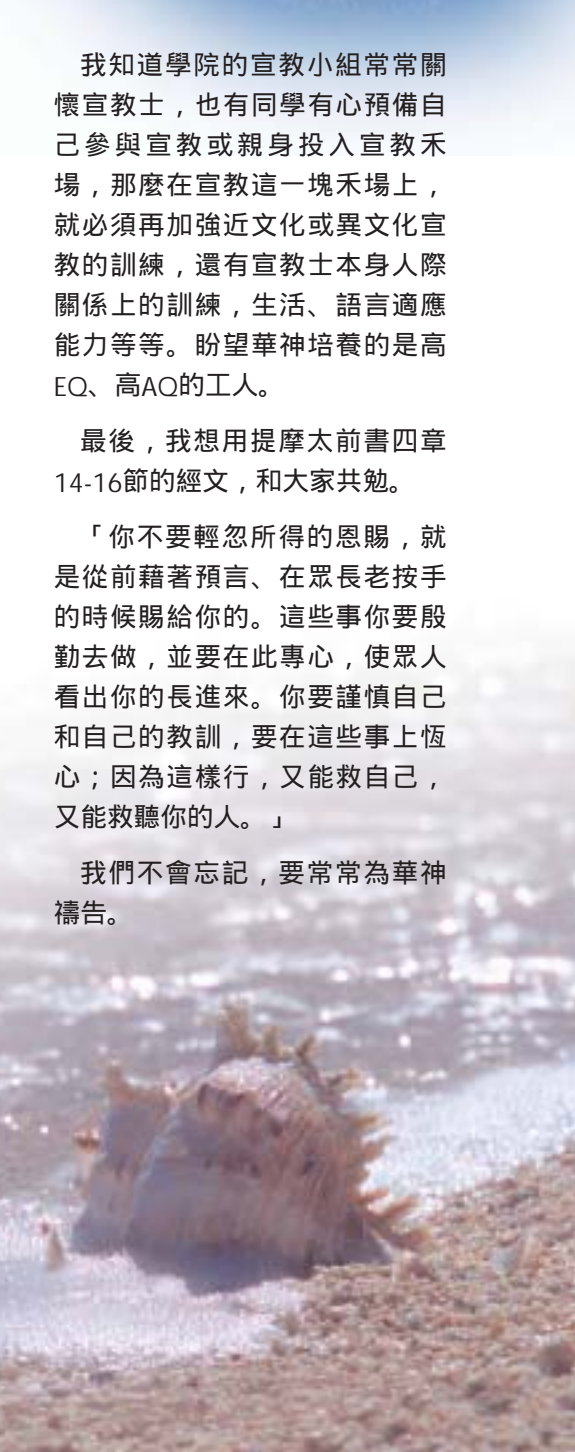 我知道學院的宣教小組常常關
懷宣教士，也有同學有心預備自
己參與宣教或親身投入宣教禾
場，那麼在宣教這一塊禾場上，
就必須再加強近文化或異文化宣
教的訓練，還有宣教士本身人際
關係上的訓練，生活、語言適應
能力等等。盼望華神培養的是高
EQ、高AQ的工人。
最後，我想用提摩太前書四章
14-16節的經文，和大家共勉。
「你不要輕忽所得的恩賜，就
是從前藉著預言、在眾長老按手
的時候賜給你的。這些事你要殷
勤去做，並要在此專心，使眾人
看出你的長進來。你要謹慎自己
和自己的教訓，要在這些事上恆
心；因為這樣行，又能救自己，
又能救聽你的人。」
我們不會忘記，要常常為華神
禱告。